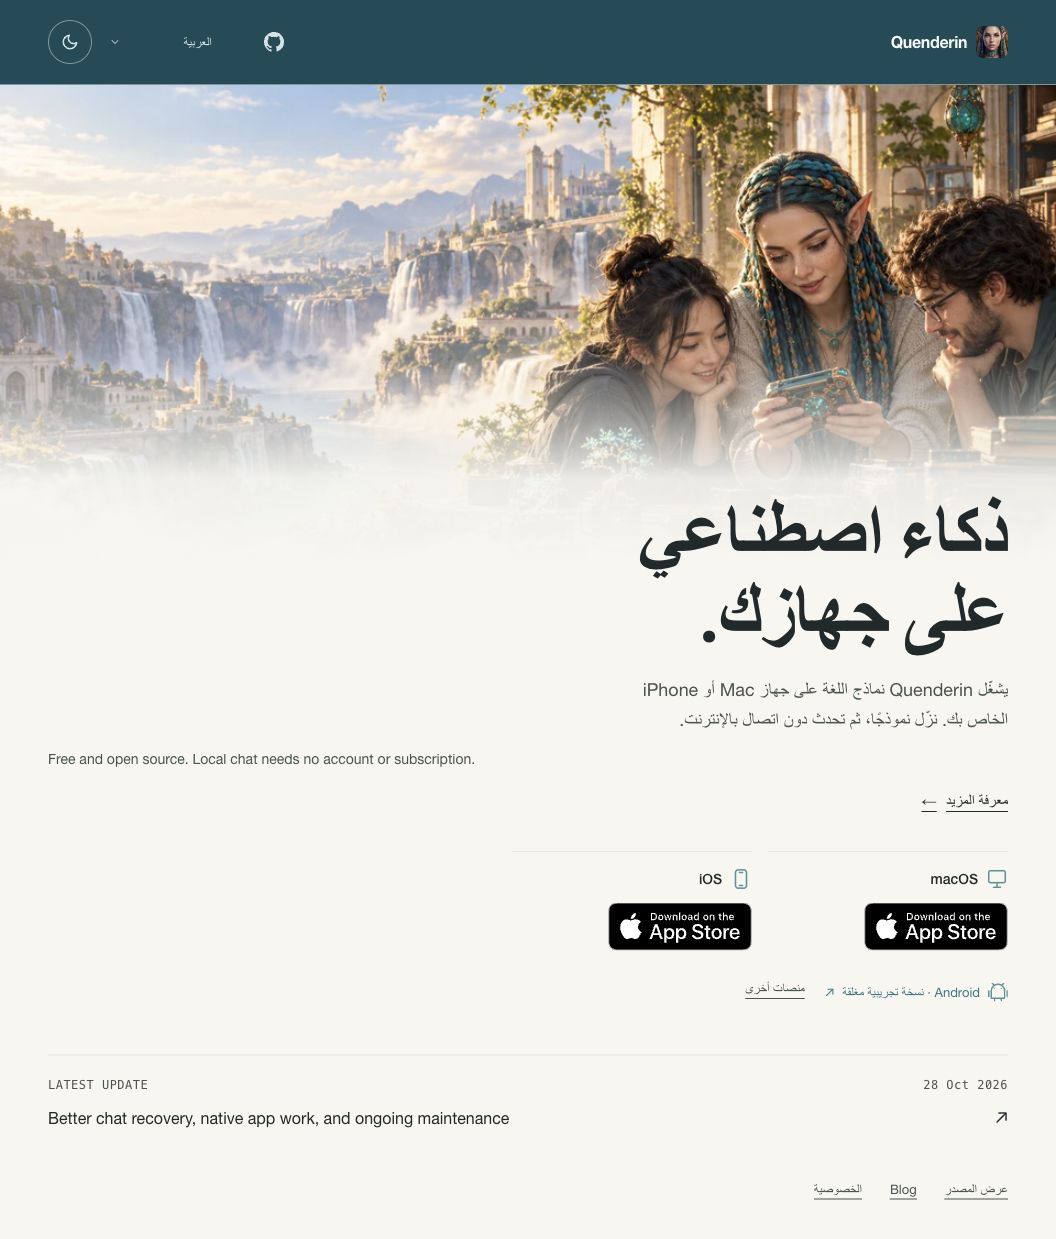 Quenderin
العربية
ذكاء اصطناعي
على جهازك.
يشغّل Quenderin نماذج اللغة على جهاز Mac أو iPhone
الخاص بك. نزّل نموذجًا، ثم تحدث دون اتصال بالإنترنت.
Free and open source. Local chat needs no account or subscription.
معرفة المزيد ←
macOS
Download on the
App Store
iOS
Download on the
App Store
Android · نسخة تجريبية مغلقة ↗
منصات أخرى
LATEST UPDATE
28 Oct 2026
Better chat recovery, native app work, and ongoing maintenance ↗
عرض المصدر
Blog
الخصوصية